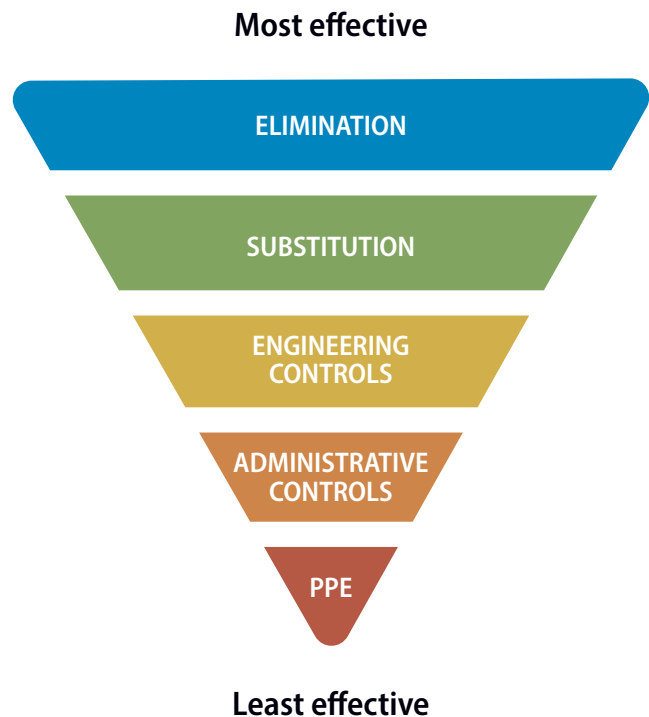 Most effective
ELIMINATION
SUBSTITUTION
ENGINEERING
CONTROLS
ADMINISTRATIVE
CONTROLS
PPE
Least effective